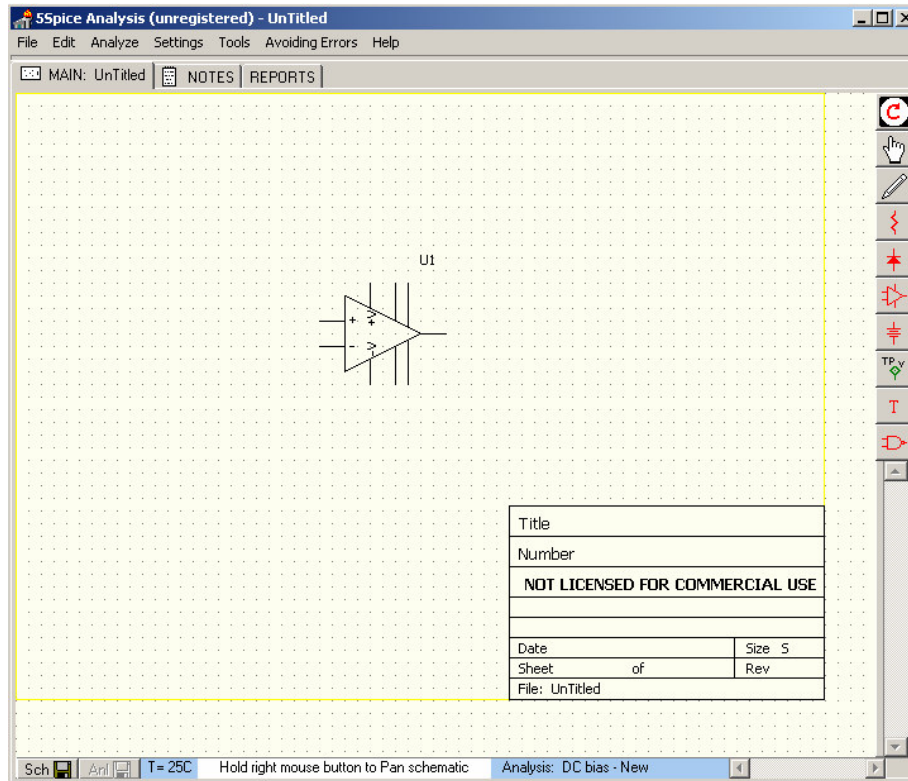 5Spice Analysis (unregistered) - UnTitled
File Edit Analyze Settings Tools Avoiding Errors Help
MAIN: UnTitled NOTES REPORTS
TP V
U1
+ V +
- V -
T
Title
Number
NOT LICENSED FOR COMMERCIAL USE
Date Size S
Sheet of Rev
File: UnTitled
Sch Anl T= 25C Hold right mouse button to Pan schematic Analysis: DC bias - New